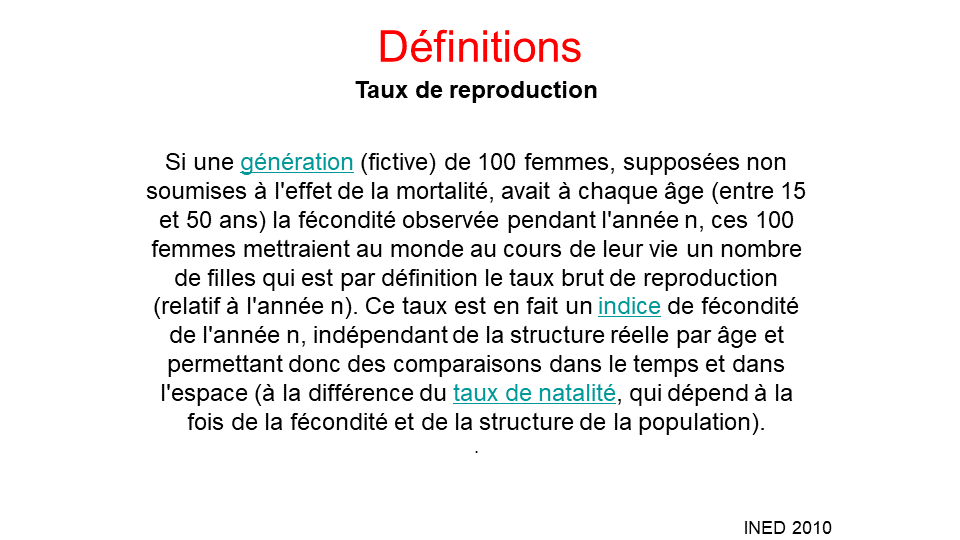 Définitions
Taux de reproduction
Si une génération (fictive) de 100 femmes, supposées non
soumises à l'effet de la mortalité, avait à chaque âge (entre 15
et 50 ans) la fécondité observée pendant l'année n, ces 100
femmes mettraient au monde au cours de leur vie un nombre
de filles qui est par définition le taux brut de reproduction
(relatif à l'année n). Ce taux est en fait un indice de fécondité
de l'année n, indépendant de la structure réelle par âge et
permettant donc des comparaisons dans le temps et dans
l'espace (à la différence du taux de natalité, qui dépend à la
fois de la fécondité et de la structure de la population).
.
INED 2010